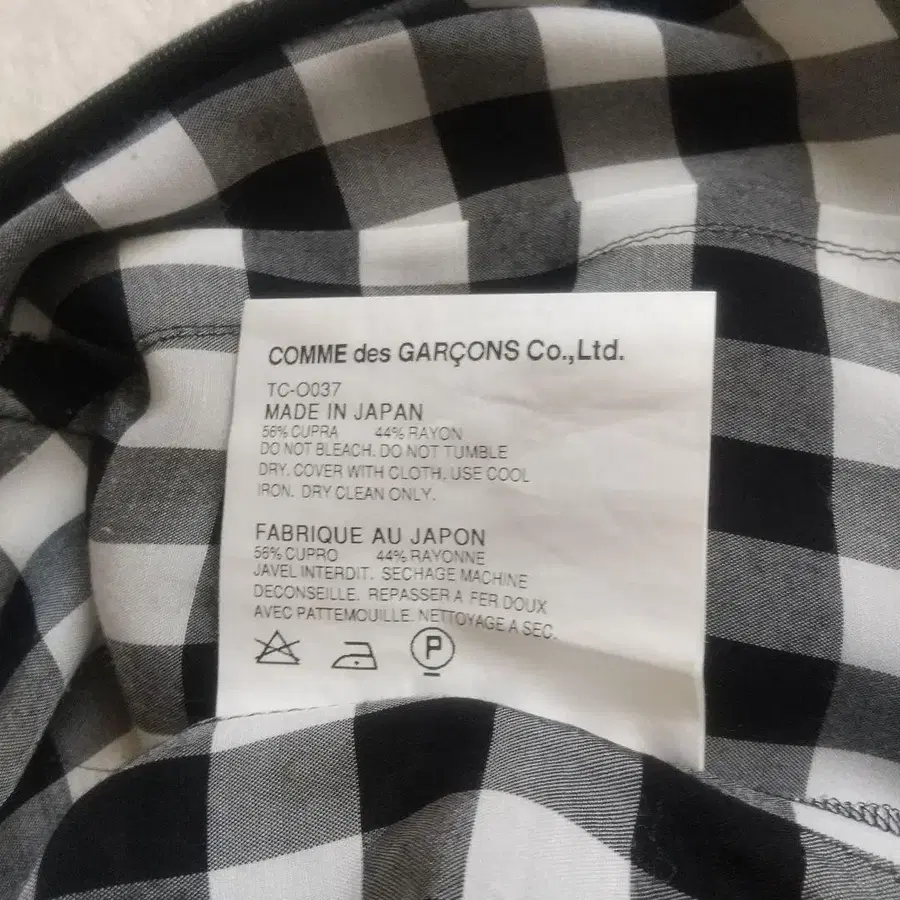 COMME des GARÇONS Co.,Ltd.
TC-O037
MADE IN JAPAN
56% CUPRA 44% RAYON
DO NOT BLEACH. DO NOT TUMBLE
DRY. COVER WITH CLOTH. USE COOL
IRON. DRY CLEAN ONLY.
FABRIQUE AU JAPON
56% CUPRO 44% RAYONNE
JAVEL INTERDIT. SECHAGE MACHINE
DECONSEILLE. REPASSER A FER DOUX
AVEC PATTEMOUILLE. NETTOYAGE A SEC.
P